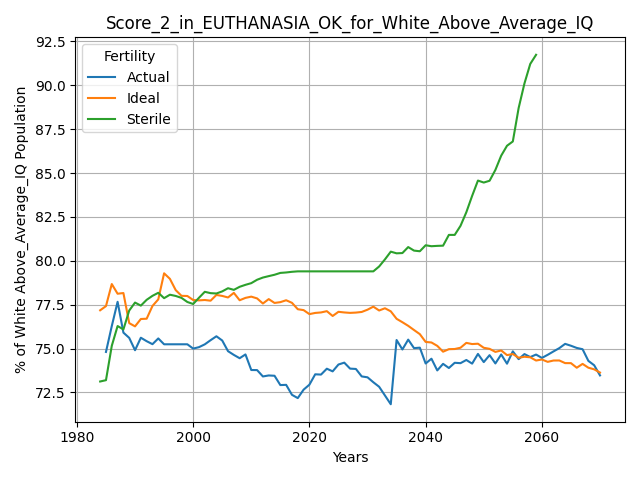 Score_2_in_EUTHANASIA_OK_for_White_Above_Average_IQ
% of White Above_Average_IQ Population
92.5
90.0
87.5
85.0
82.5
80.0
77.5
75.0
72.5
Fertility
Actual
Ideal
Sterile
1980
2000
2020
2040
2060
Years